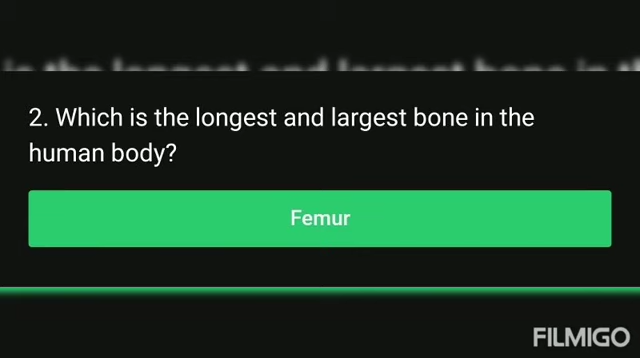 2. Which is the longest and largest bone in the
human body?
Femur
FILMIGO